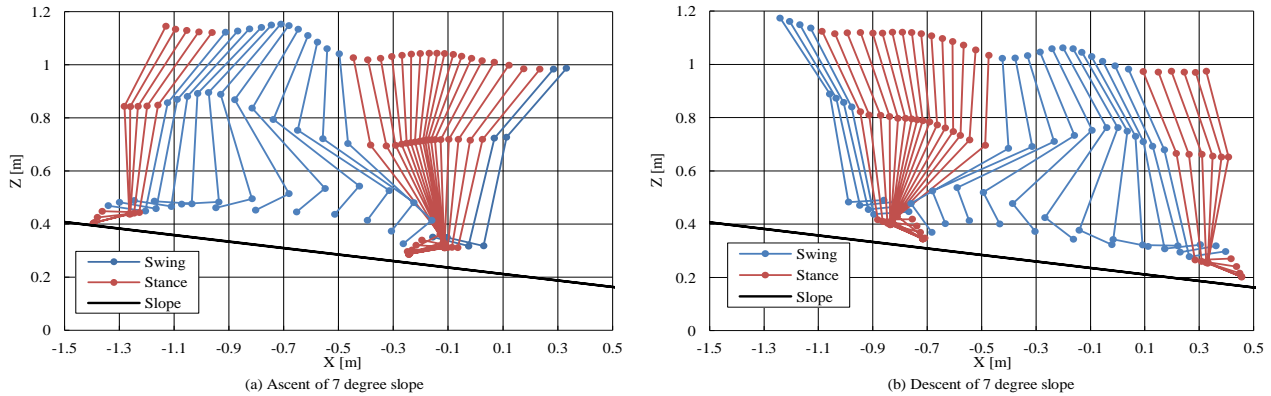 1.2
1
0.8
0.6
0.4
0.2
0
Z [m]
Swing
Stance
Slope
-1.5 -1.3 -1.1 -0.9 -0.7 -0.5 -0.3 -0.1 0.1 0.3 0.5
X [m]
(a) Ascent of 7 degree slope
1.2
1
0.8
0.6
0.4
0.2
0
Z [m]
Swing
Stance
Slope
-1.5 -1.3 -1.1 -0.9 -0.7 -0.5 -0.3 -0.1 0.1 0.3 0.5
X [m]
(b) Descent of 7 degree slope